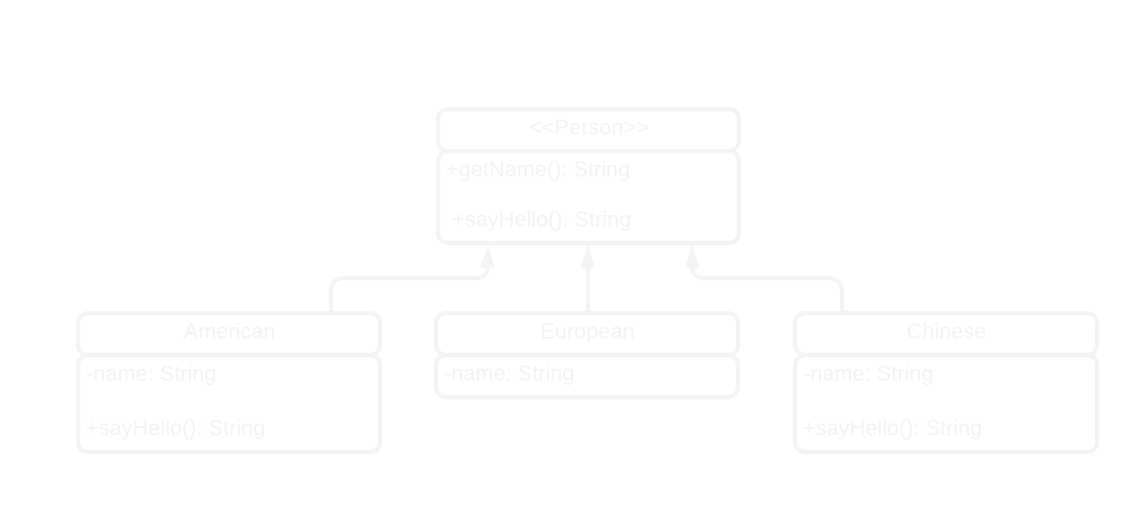 <<Person>>
+getName(): String
+sayHello(): String
American
-name: String
+sayHello(): String
European
-name: String
Chinese
-name: String
+sayHello(): String